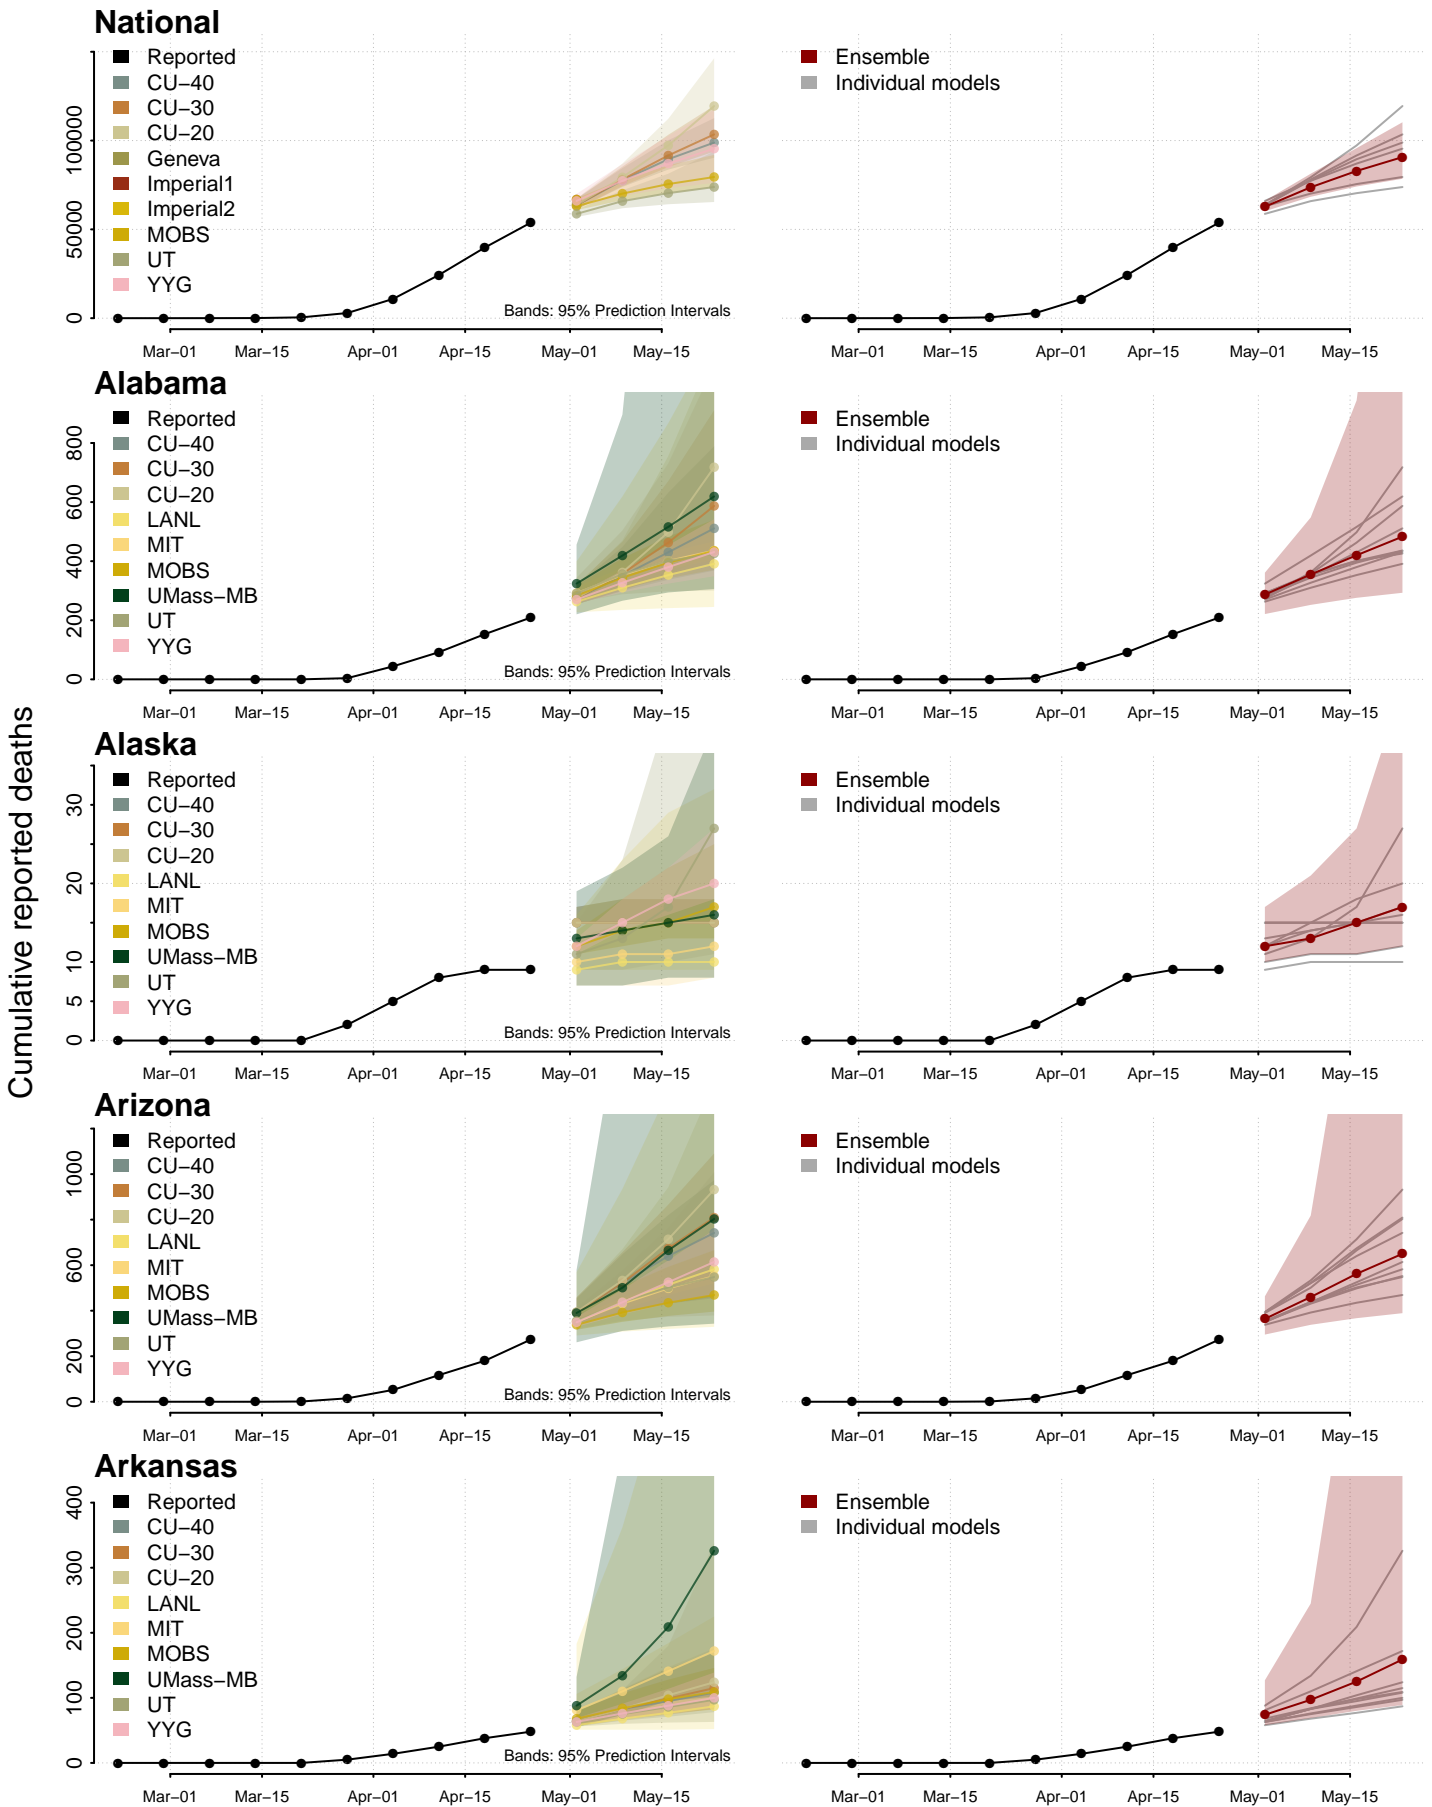 Cumulative reported deaths
National
100000
50000
0
Reported
CU−40
CU−30
CU−20
Geneva
Imperial1
Imperial2
MOBS
UT
YYG
Bands: 95% Prediction Intervals
Mar−01 Mar−15 Apr−01 Apr−15 May−01 May−15
Ensemble
Individual models
Mar−01 Mar−15 Apr−01 Apr−15 May−01 May−15
Alabama
800
600
400
200
0
Reported
CU−40
CU−30
CU−20
LANL
MIT
MOBS
UMass−MB
UT
YYG
Bands: 95% Prediction Intervals
Mar−01 Mar−15 Apr−01 Apr−15 May−01 May−15
Ensemble
Individual models
Mar−01 Mar−15 Apr−01 Apr−15 May−01 May−15
Alaska
30
20
10
5
0
Reported
CU−40
CU−30
CU−20
LANL
MIT
MOBS
UMass−MB
UT
YYG
Bands: 95% Prediction Intervals
Mar−01 Mar−15 Apr−01 Apr−15 May−01 May−15
Ensemble
Individual models
Mar−01 Mar−15 Apr−01 Apr−15 May−01 May−15
Arizona
1000
600
200
0
Reported
CU−40
CU−30
CU−20
LANL
MIT
MOBS
UMass−MB
UT
YYG
Bands: 95% Prediction Intervals
Mar−01 Mar−15 Apr−01 Apr−15 May−01 May−15
Ensemble
Individual models
Mar−01 Mar−15 Apr−01 Apr−15 May−01 May−15
Arkansas
400
300
200
100
0
Reported
CU−40
CU−30
CU−20
LANL
MIT
MOBS
UMass−MB
UT
YYG
Bands: 95% Prediction Intervals
Mar−01 Mar−15 Apr−01 Apr−15 May−01 May−15
Ensemble
Individual models
Mar−01 Mar−15 Apr−01 Apr−15 May−01 May−15